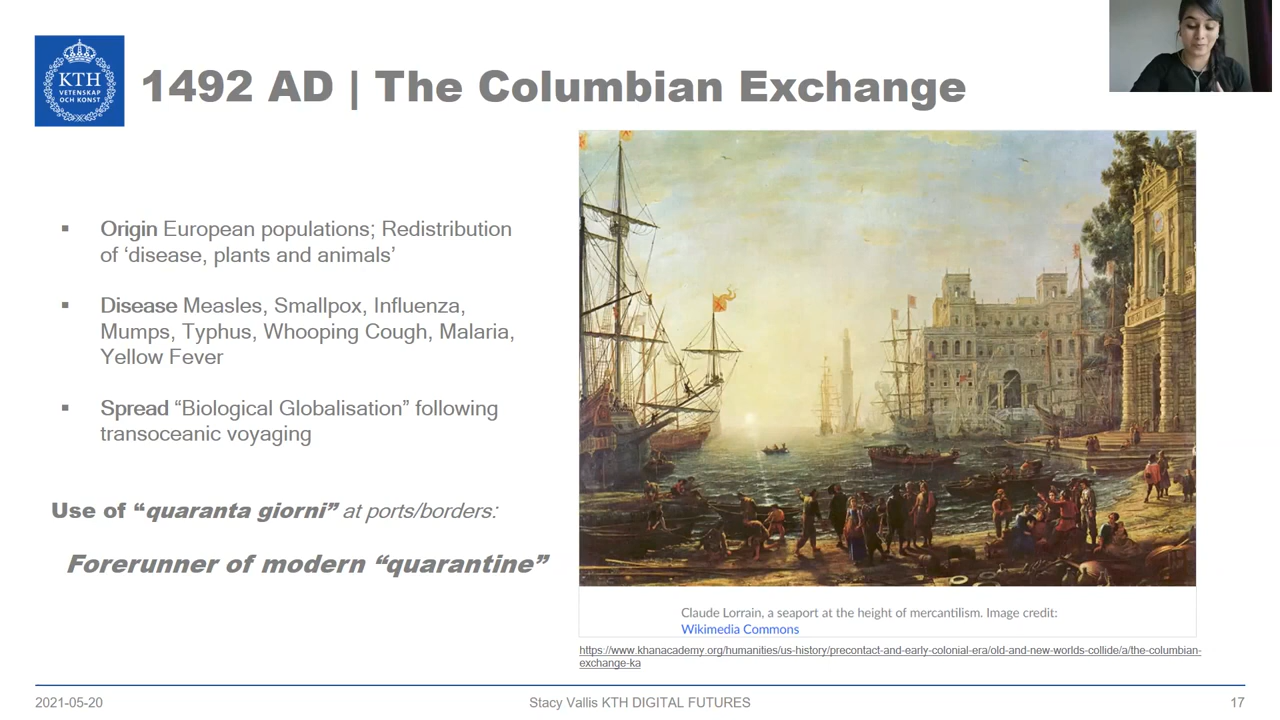 KTH
VETENSKAP
OCH KONST
1492 AD | The Columbian Exchange
▪ Origin European populations; Redistribution
of ‘disease, plants and animals’
▪ Disease Measles, Smallpox, Influenza,
Mumps, Typhus, Whooping Cough, Malaria,
Yellow Fever
▪ Spread “Biological Globalisation” following
transoceanic voyaging
Use of “quaranta giorni” at ports/borders:
Forerunner of modern “quarantine”
Claude Lorrain, a seaport at the height of mercantilism. Image credit:
Wikimedia Commons
https://www.khanacademy.org/humanities/us-history/precontact-and-early-colonial-era/old-and-new-worlds-collide/a/the-columbian-
exchange-ka
2021-05-20
Stacy Vallis KTH DIGITAL FUTURES
17